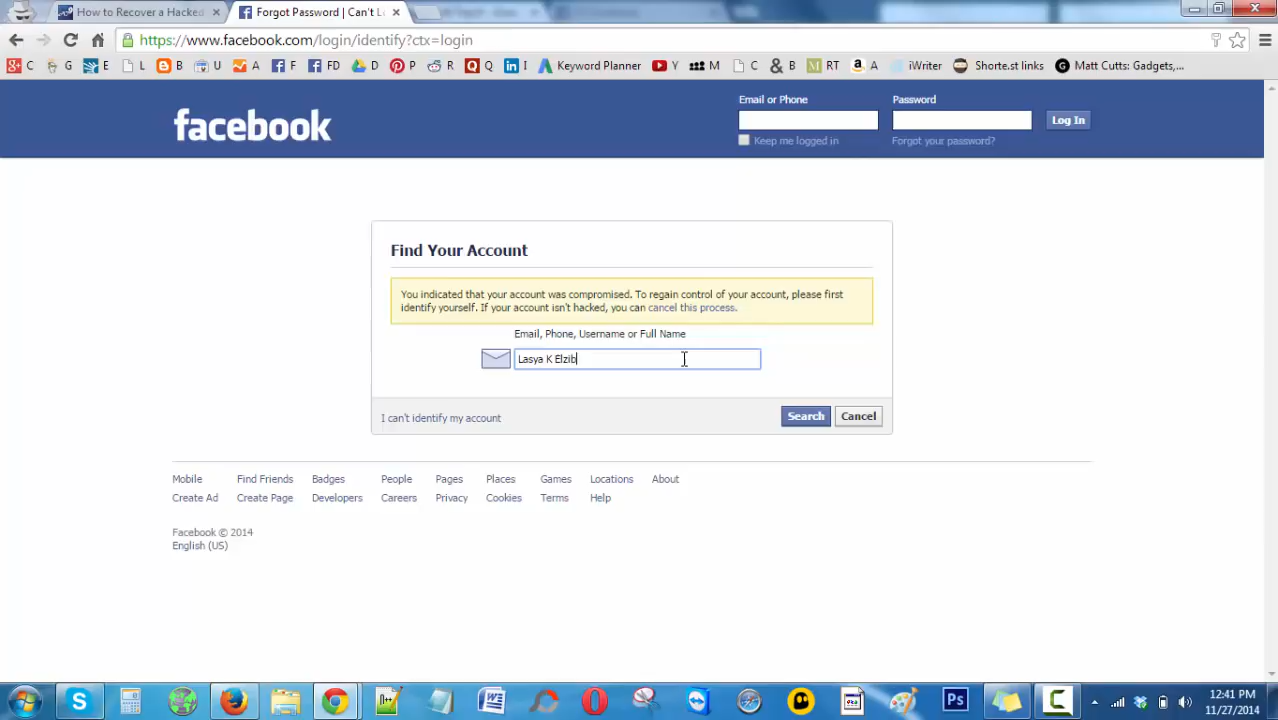 How to Recover a Hacked
Forgot Password | Can't L
https://www.facebook.com/login/identify?ctx=login
C G E L B U A F FD D P R Q I Keyword Planner Y M C B RT A iWriter Shorte.st links Matt Cutts: Gadgets,...
facebook
Email or Phone
Password
Log In
Keep me logged in
Forgot your password?
Find Your Account
You indicated that your account was compromised. To regain control of your account, please first
identify yourself. If your account isn't hacked, you can cancel this process.
Email, Phone, Username or Full Name
Lasya K Elzib
I can't identify my account
Search
Cancel
Mobile Find Friends Badges People Pages Places Games Locations About
Create Ad Create Page Developers Careers Privacy Cookies Terms Help
Facebook © 2014
English (US)
12:41 PM
11/27/2014